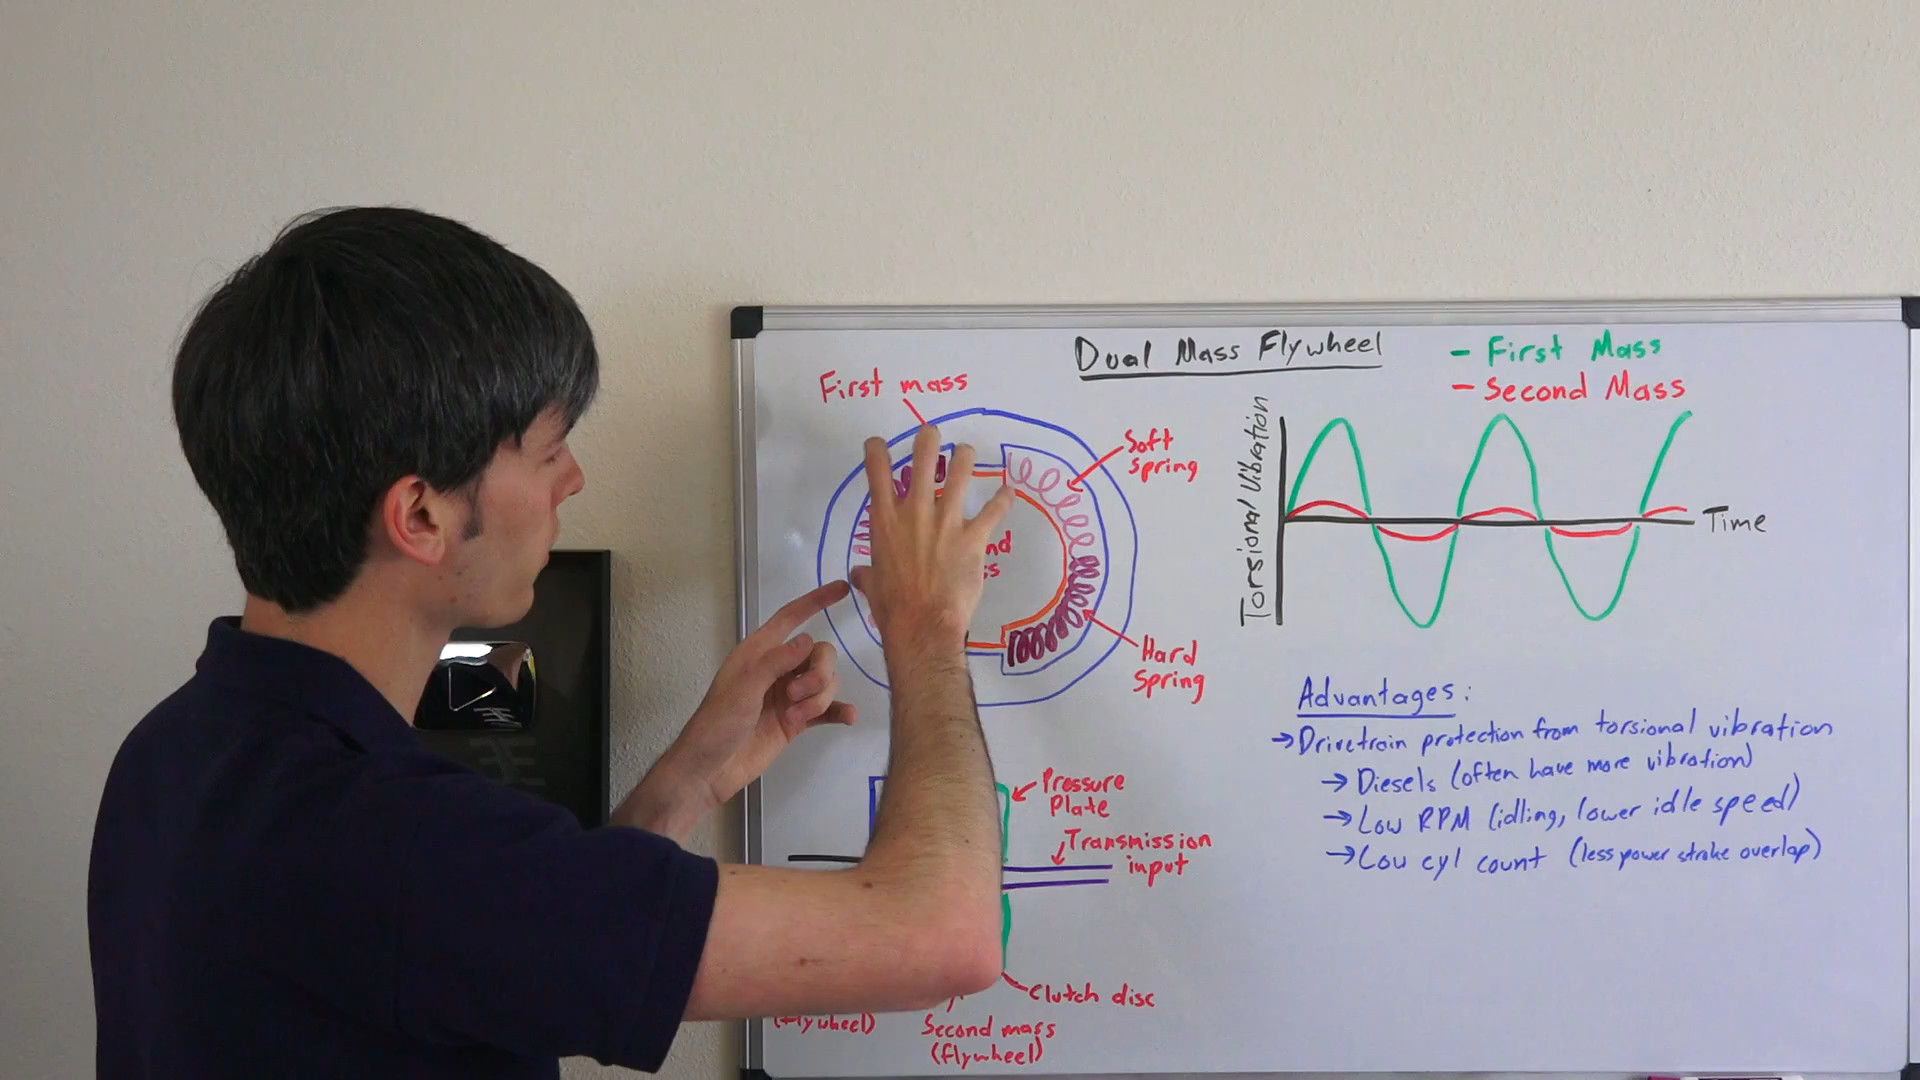 Dual Mass Flywheel
- First Mass
- Second Mass
First mass
Soft
Spring
Hard
Spring
Torsional Vibration
Time
Advantages:
→ Drivetrain protection from torsional vibration
→ Diesels (often have more vibration)
→ Low RPM (idling, lower idle speed)
→ Low cyl count (less power stroke overlap)
Pressure
Plate
Transmission
input
Clutch disc
(flywheel)
Second mass
(flywheel)